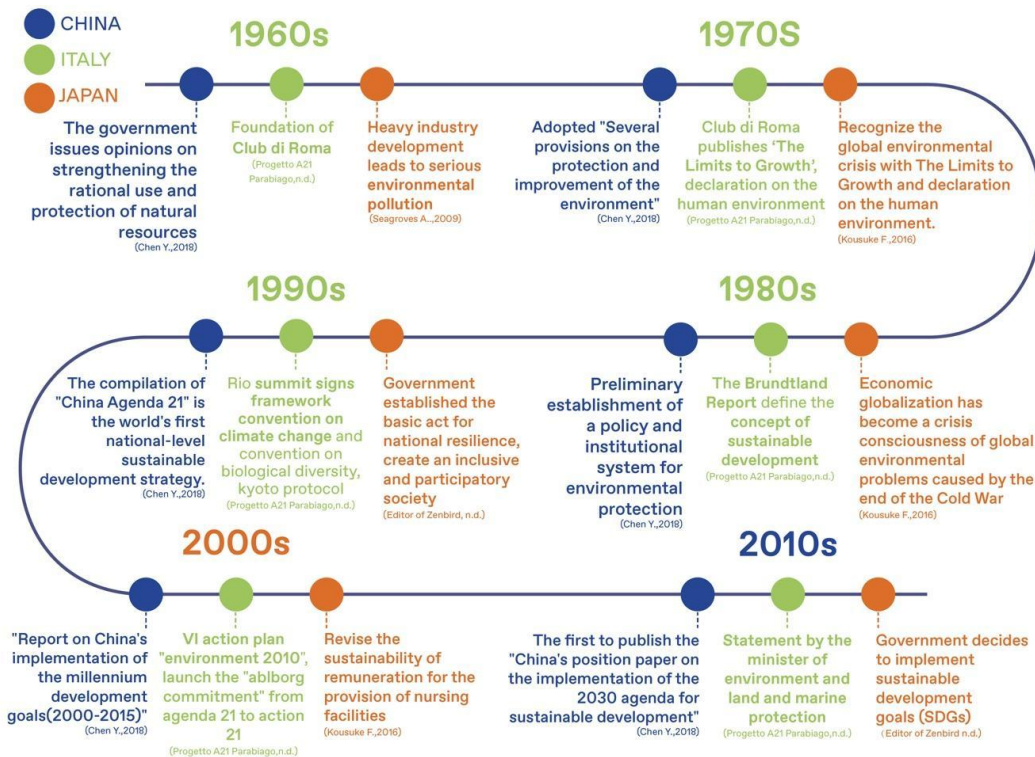 CHINA
ITALY
JAPAN
1960s
The government
issues opinions on
strengthening the
rational use and
protection of natural
resources
(Chen Y.,2018)
Foundation of
Club di Roma
(Progetto A21
Parabiago,n.d.)
Heavy industry
development
leads to serious
environmental
pollution
(Seagroves A..,2009)
1970S
Adopted "Several
provisions on the
protection and
improvement of the
environment"
(Chen Y.,2018)
Club di Roma
publishes ‘The
Limits to Growth’,
declaration on the
human environment
(Progetto A21 Parabiago,n.d.)
Recognize the
global environmental
crisis with The Limits to
Growth and declaration
on the human
environment.
(Kousuke F.,2016)
1990s
The compilation of
"China Agenda 21" is
the world's first
national-level
sustainable
development strategy.
(Chen Y.,2018)
Rio summit signs
framework
convention on
climate change and
convention on
biological diversity,
kyoto protocol
(Progetto A21 Parabiago,n.d.)
Government
established the
basic act for
national resilience,
create an inclusive
and participatory
society
(Editor of Zenbird, n.d.)
1980s
Preliminary
establishment of
a policy and
institutional
system for
environmental
protection
(Chen Y.,2018)
The Brundtland
Report define the
concept of
sustainable
development
(Progetto A21 Parabiago,n.d.)
Economic
globalization has
become a crisis
consciousness of global
environmental
problems caused by the
end of the Cold War
(Kousuke F.,2016)
2000s
"Report on China's
implementation of
the millennium
development
goals(2000-2015)"
(Chen Y.,2018)
VI action plan
"environment 2010",
launch the "ablborg
commitment" from
agenda 21 to action
21
(Progetto A21 Parabiago,n.d.)
Revise the
sustainability of
remuneration for the
provision of nursing
facilities
(Kousuke F.,2016)
2010s
The first to publish the
"China's position paper on
the implementation of the
2030 agenda for
sustainable development"
(Chen Y.,2018)
Statement by the
minister of
environment and
land and marine
protection
(Progetto A21 Parabiago,n.d.)
Government decides
to implement
sustainable
development
goals (SDGs)
(Editor of Zenbird n.d.)